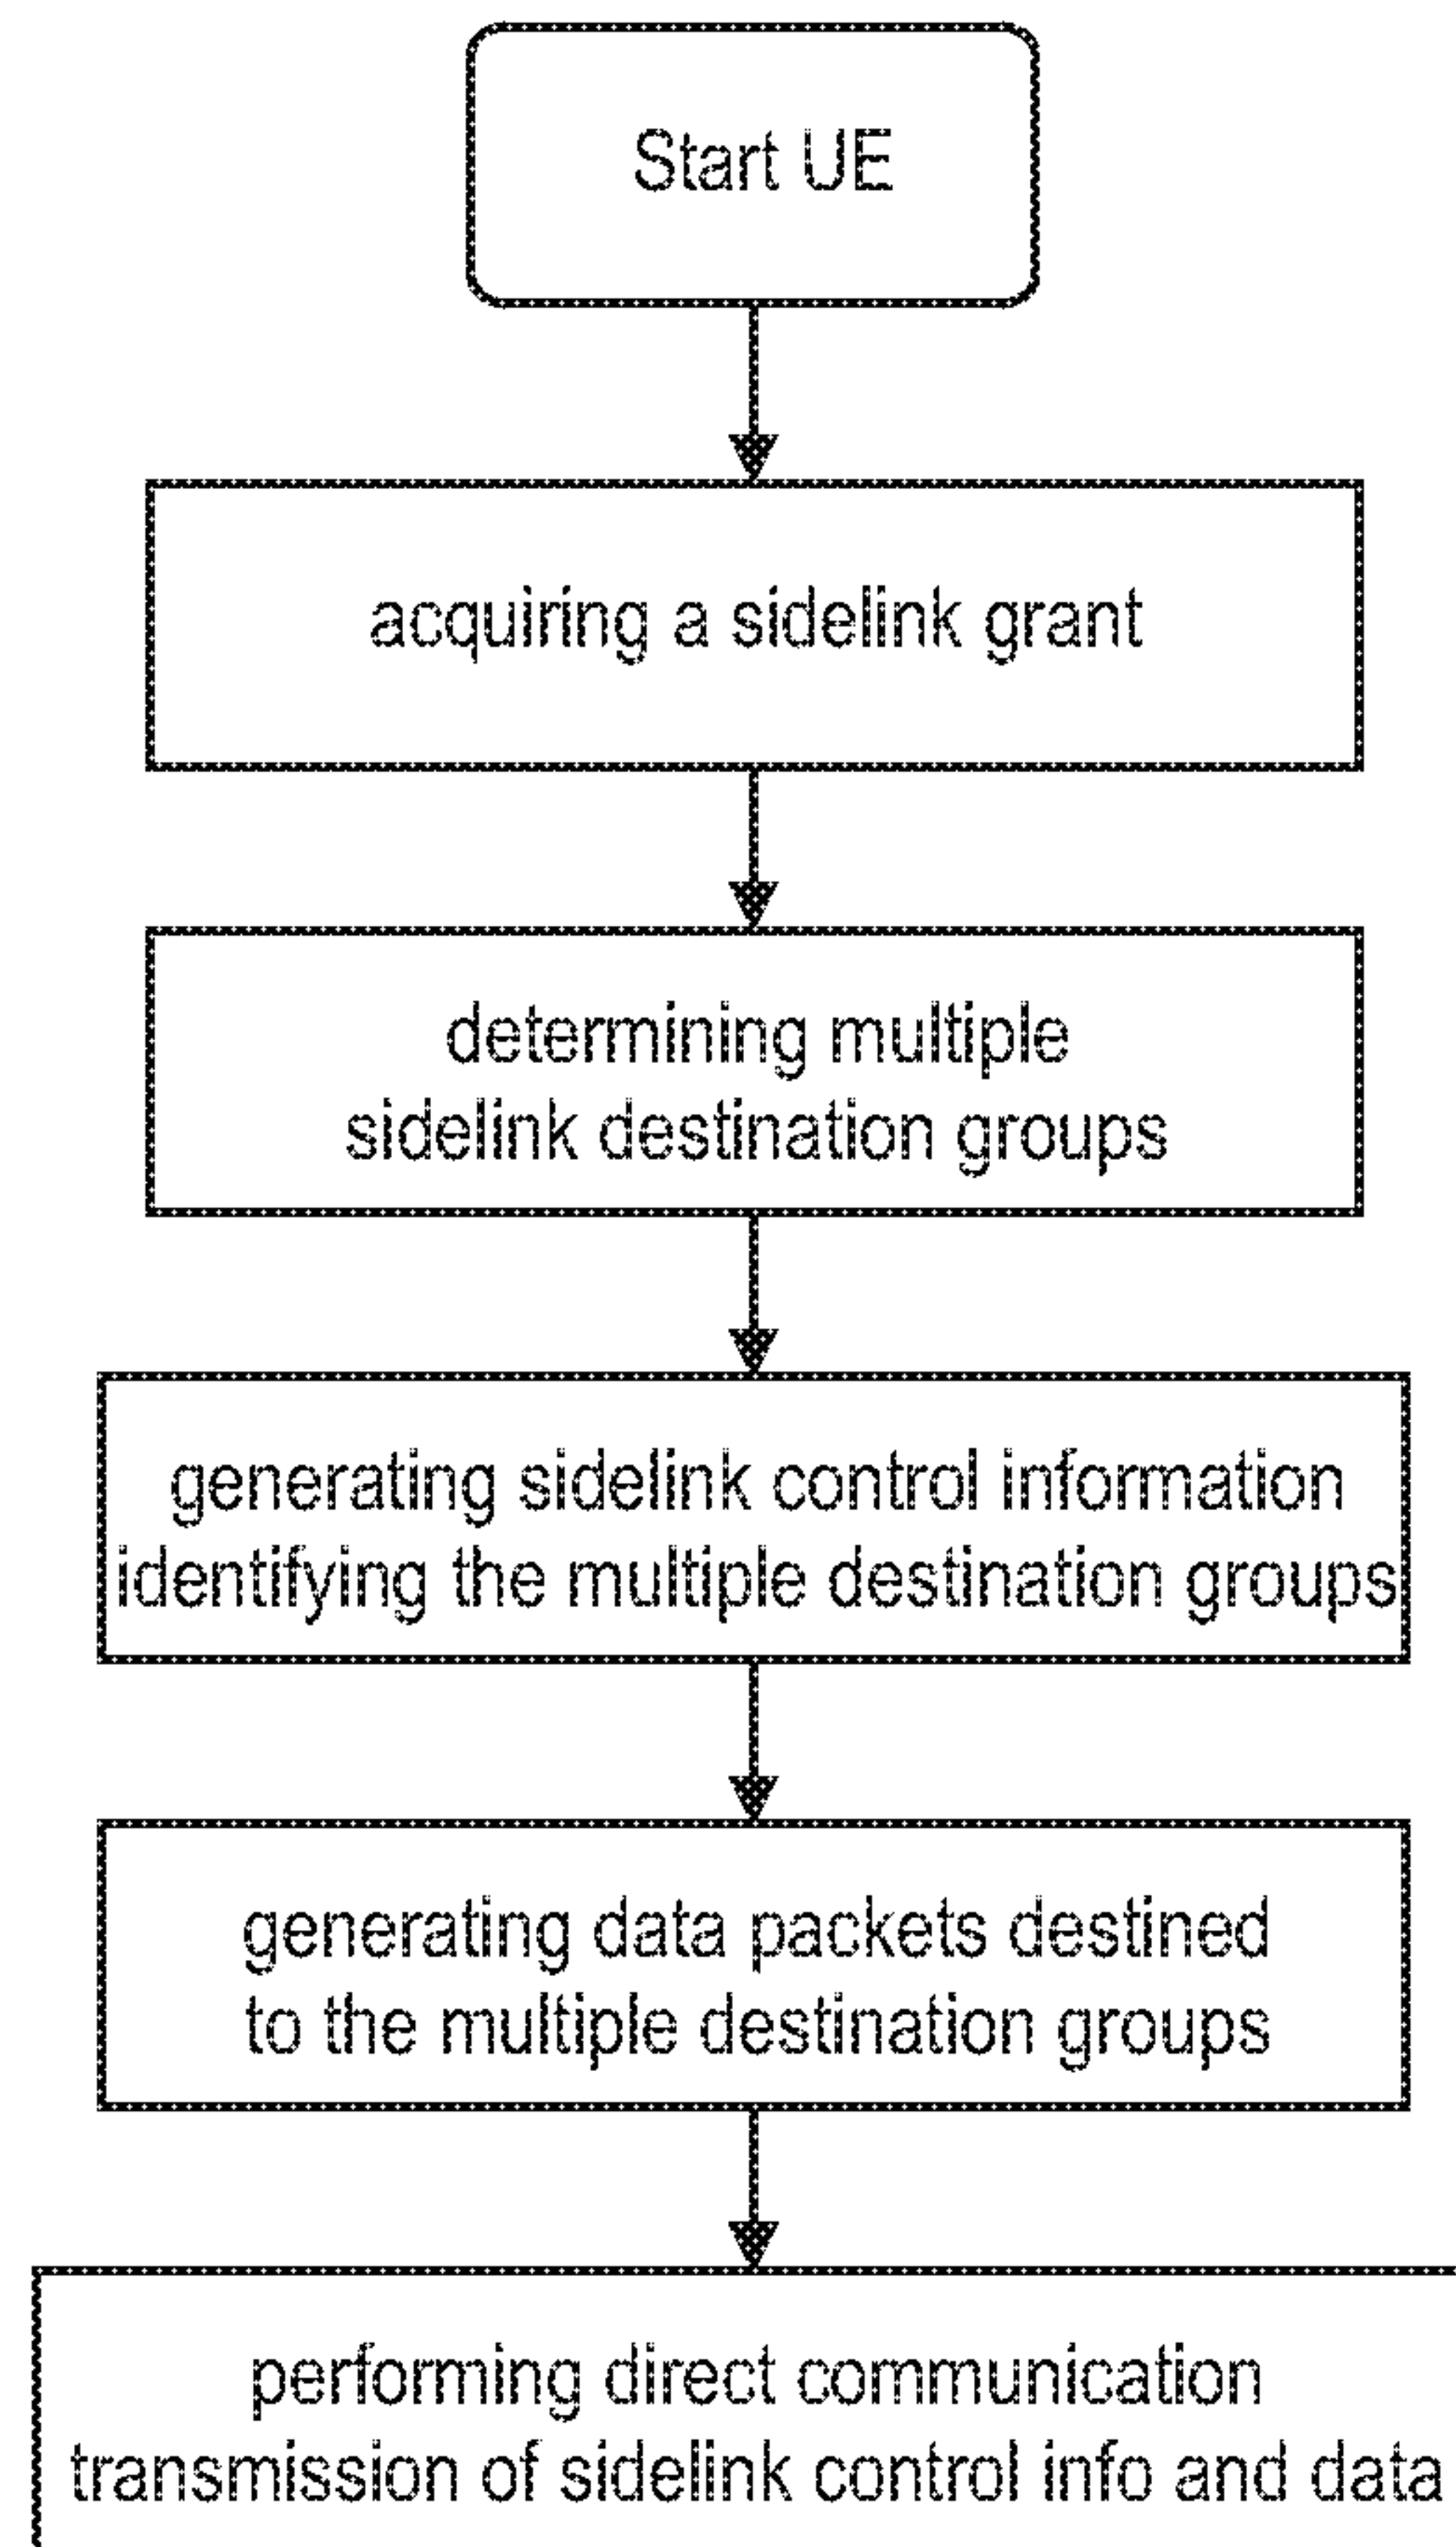 Start UE
acquiring a sidelink grant
determining multiple
sidelink destination groups
generating sidelink control information
identifying the multiple destination groups
generating data packets destined
to the multiple destination groups
performing direct communication
transmission of sidelink control info and data